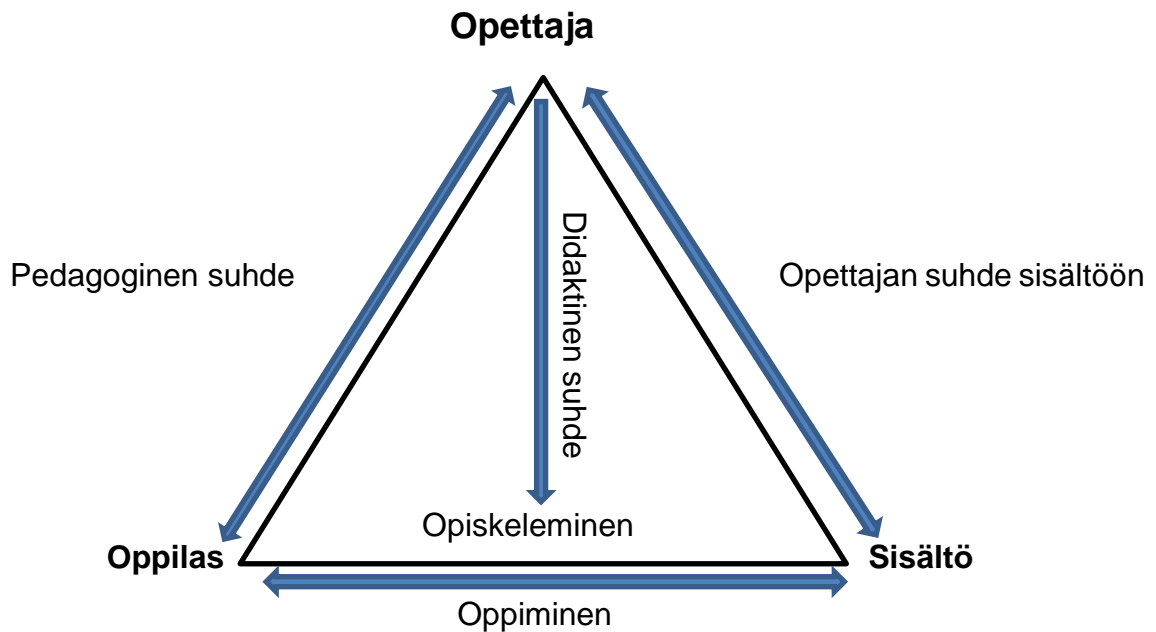 Opettaja
Pedagoginen suhde
Didaktinen suhde
Opettajan suhde sisältöön
Opiskeleminen
Oppilas
Sisältö
Oppiminen